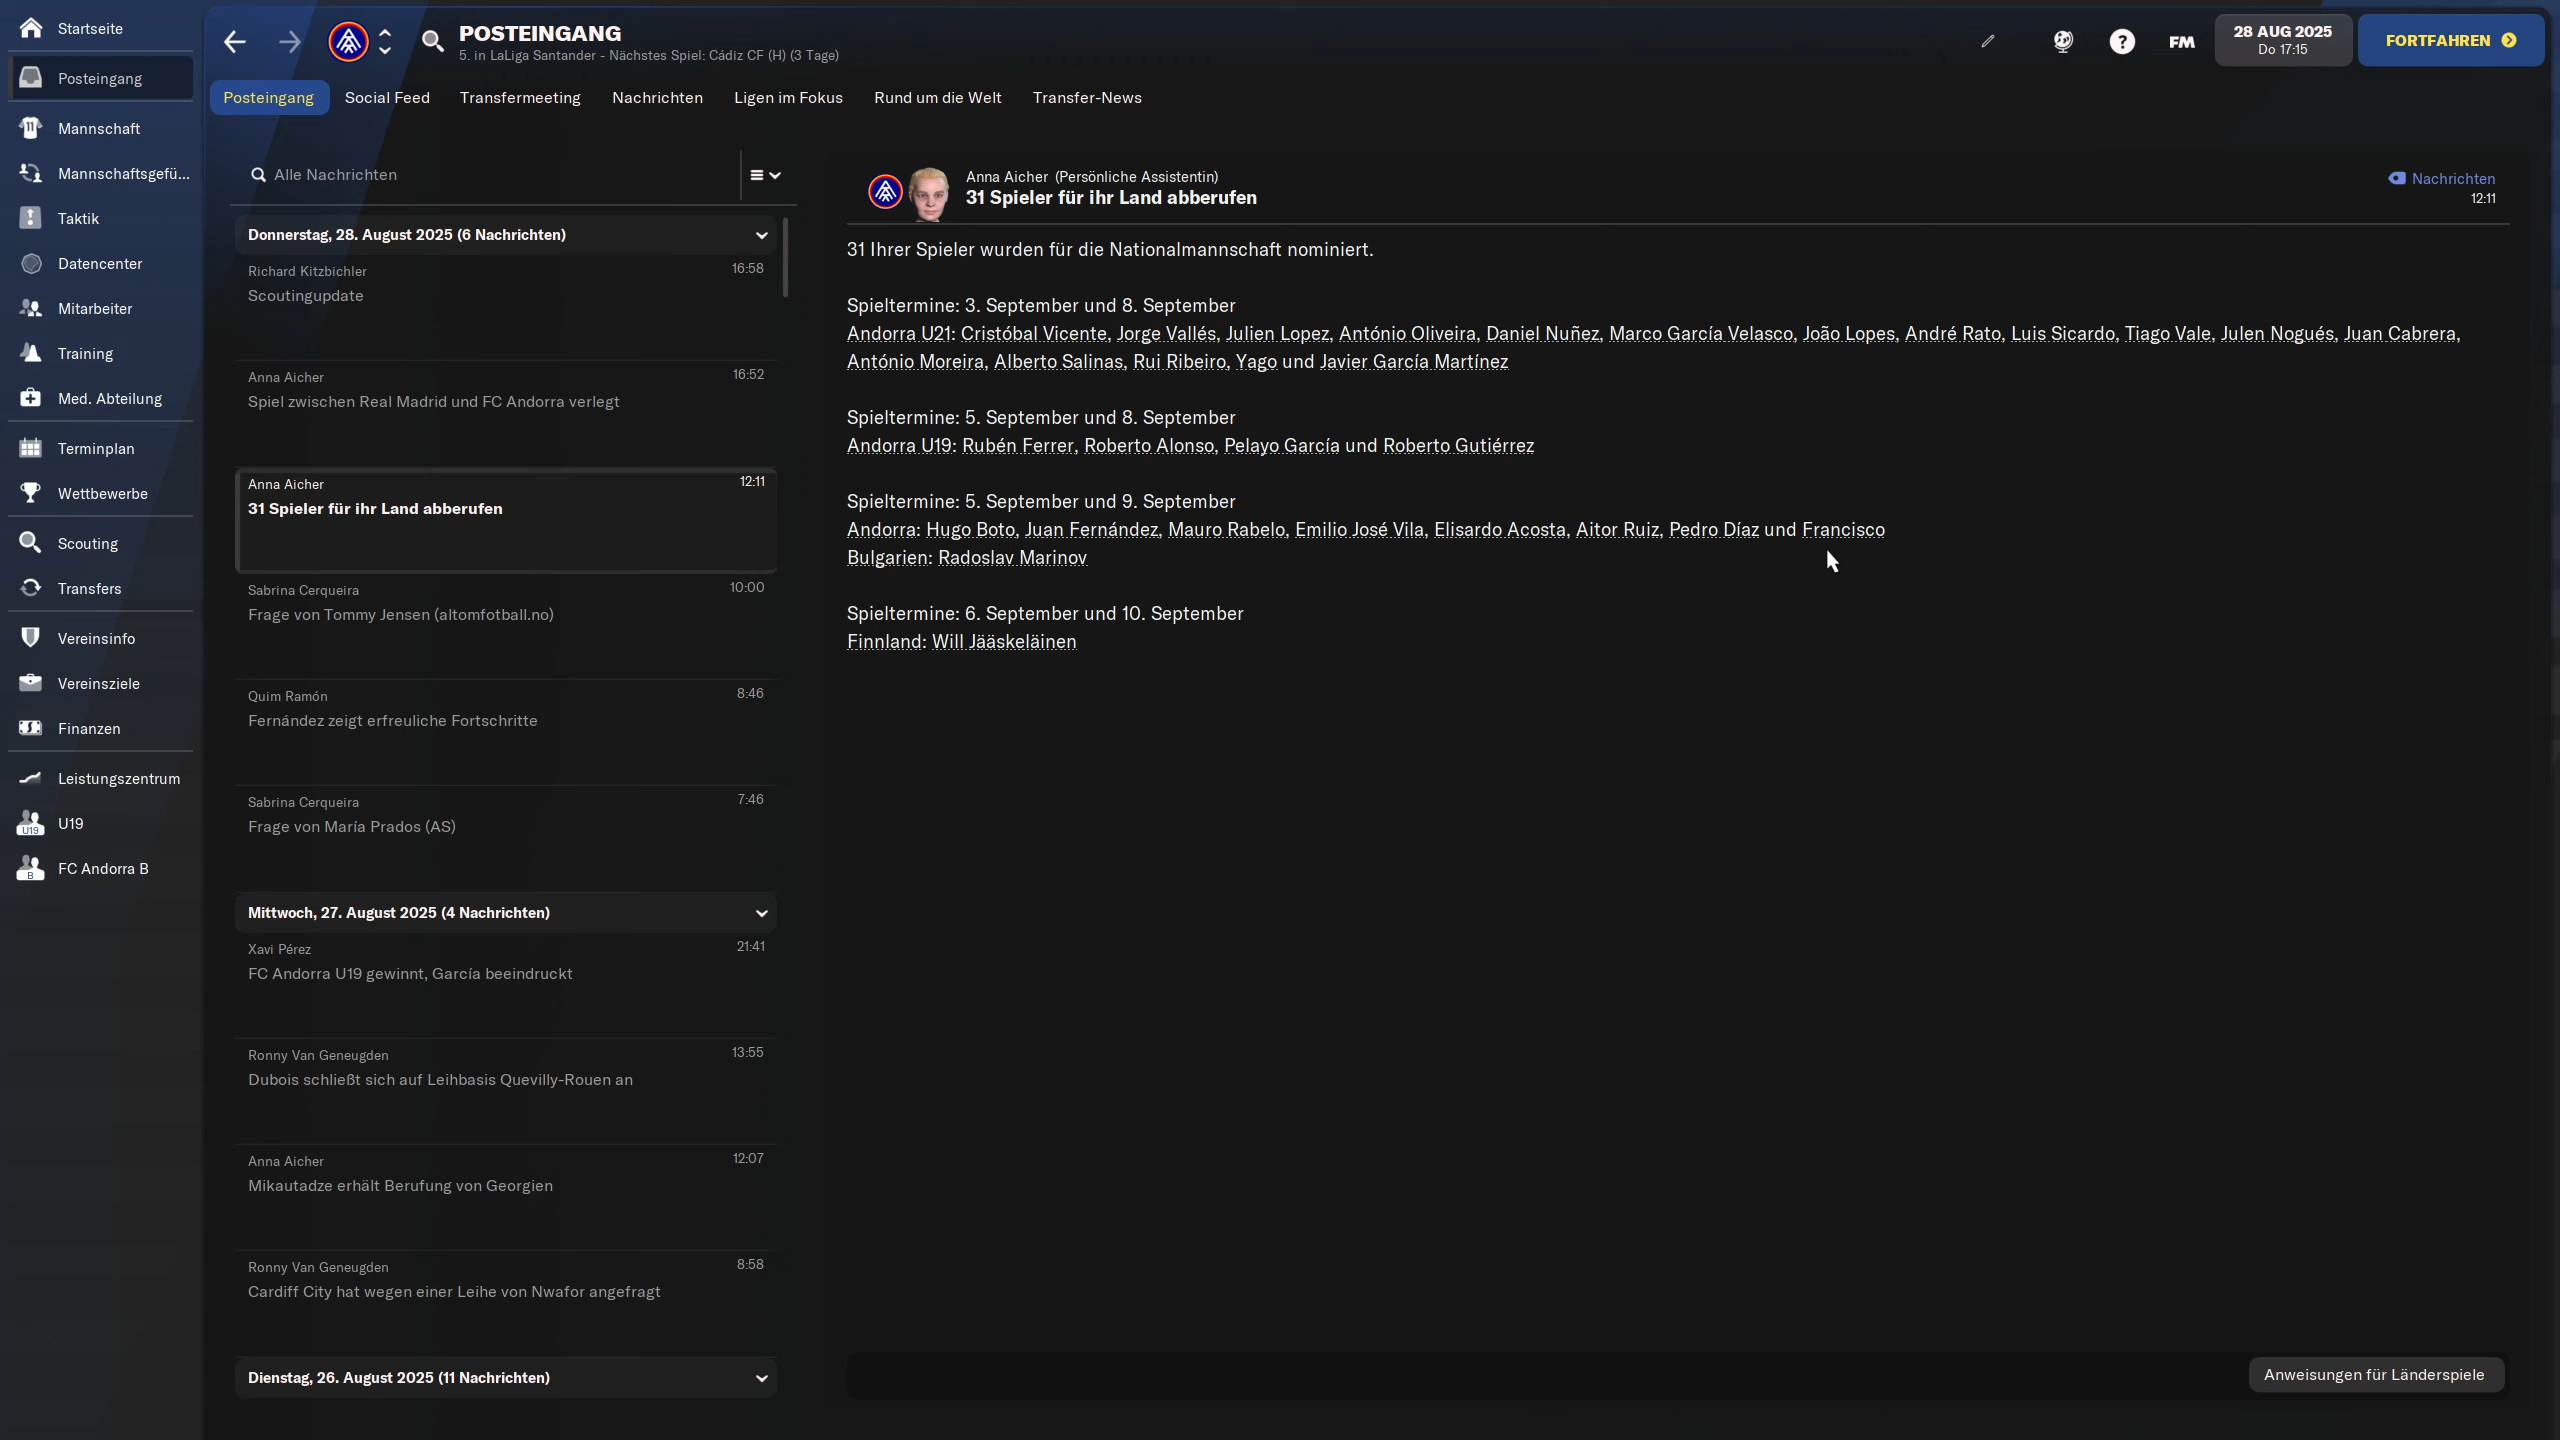 Startseite
Posteingang
Mannschaft
Mannschaftsgefü...
Taktik
Datencenter
Mitarbeiter
Training
Med. Abteilung
Terminplan
Wettbewerbe
Scouting
Transfers
Vereinsinfo
Vereinsziele
Finanzen
Leistungszentrum
U19
U19
B
FC Andorra B
POSTEINGANG
5. in LaLiga Santander - Nächstes Spiel: Cádiz CF (H) (3 Tage)
?
FM
28 AUG 2025
Do 17:15
FORTFAHREN
Posteingang
Social Feed
Transfermeeting
Nachrichten
Ligen im Fokus
Rund um die Welt
Transfer-News
Alle Nachrichten
Donnerstag, 28. August 2025 (6 Nachrichten)
Richard Kitzbichler 16:58
Scoutingupdate
Anna Aicher 16:52
Spiel zwischen Real Madrid und FC Andorra verlegt
Anna Aicher 12:11
31 Spieler für ihr Land abberufen
Sabrina Cerqueira 10:00
Frage von Tommy Jensen (altomfotball.no)
Quim Ramón 8:46
Fernández zeigt erfreuliche Fortschritte
Sabrina Cerqueira 7:46
Frage von María Prados (AS)
Mittwoch, 27. August 2025 (4 Nachrichten)
Xavi Pérez 21:41
FC Andorra U19 gewinnt, García beeindruckt
Ronny Van Geneugden 13:55
Dubois schließt sich auf Leihbasis Quevilly-Rouen an
Anna Aicher 12:07
Mikautadze erhält Berufung von Georgien
Ronny Van Geneugden 8:58
Cardiff City hat wegen einer Leihe von Nwafor angefragt
Dienstag, 26. August 2025 (11 Nachrichten)
Anna Aicher (Persönliche Assistentin)
31 Spieler für ihr Land abberufen
Nachrichten
12:11
31 Ihrer Spieler wurden für die Nationalmannschaft nominiert.
Spieltermine: 3. September und 8. September
Andorra U21: Cristóbal Vicente, Jorge Vallés, Julien Lopez, António Oliveira, Daniel Nuñez, Marco García Velasco, João Lopes, André Rato, Luis Sicardo, Tiago Vale, Julen Nogués, Juan Cabrera,
António Moreira, Alberto Salinas, Rui Ribeiro, Yago und Javier García Martínez
Spieltermine: 5. September und 8. September
Andorra U19: Rubén Ferrer, Roberto Alonso, Pelayo García und Roberto Gutiérrez
Spieltermine: 5. September und 9. September
Andorra: Hugo Boto, Juan Fernández, Mauro Rabelo, Emilio José Vila, Elisardo Acosta, Aitor Ruiz, Pedro Díaz und Francisco
Bulgarien: Radoslav Marinov
Spieltermine: 6. September und 10. September
Finnland: Will Jääskeläinen
Anweisungen für Länderspiele